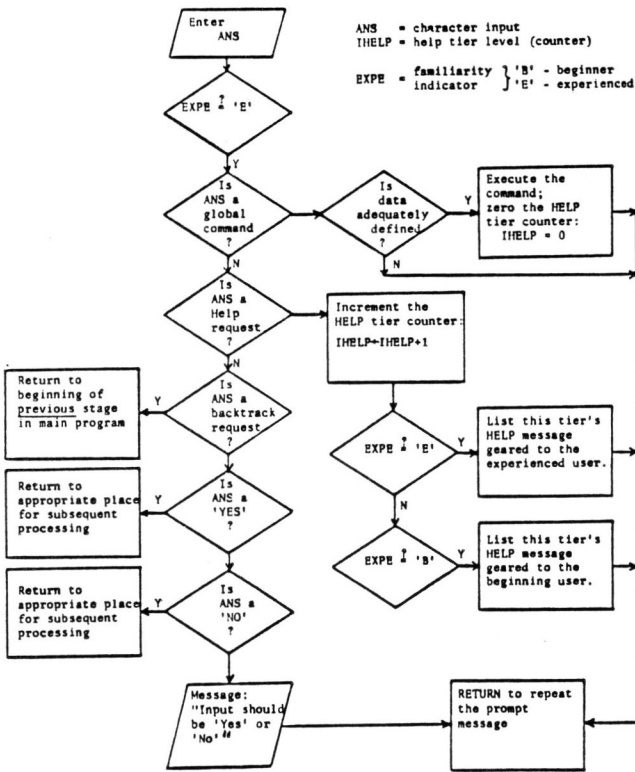 Enter
ANS
ANS = character input
IHELP = help tier level (counter)
EXPE = familiarity indicator } 'B' - beginner
'E' - experienced
EXPE ?= 'E'
Y
Is
ANS a
global
command
?
N
Is
data
adequately
defined
?
Y
N
Execute the
command;
zero the HELP
tier counter:
IHELP = 0
Is
ANS a
Help
request
?
N
Increment the
HELP tier counter:
IHELP←IHELP+1
Return to
beginning of
previous stage
in main program
Y
Is
ANS a
backtrack
request
?
EXPE ?= 'E'
Y
N
List this tier's
HELP message
geared to the
experienced user.
Return to
appropriate place
for subsequent
processing
Y
Is
ANS a
'YES'
?
EXPE ?= 'B'
Y
List this tier's
HELP message
geared to the
beginning user.
Return to
appropriate place
for subsequent
processing
Y
Is
ANS a
'NO'
?
Message:
"Input should
be 'Yes' or
'No'"
RETURN to repeat
the prompt
message